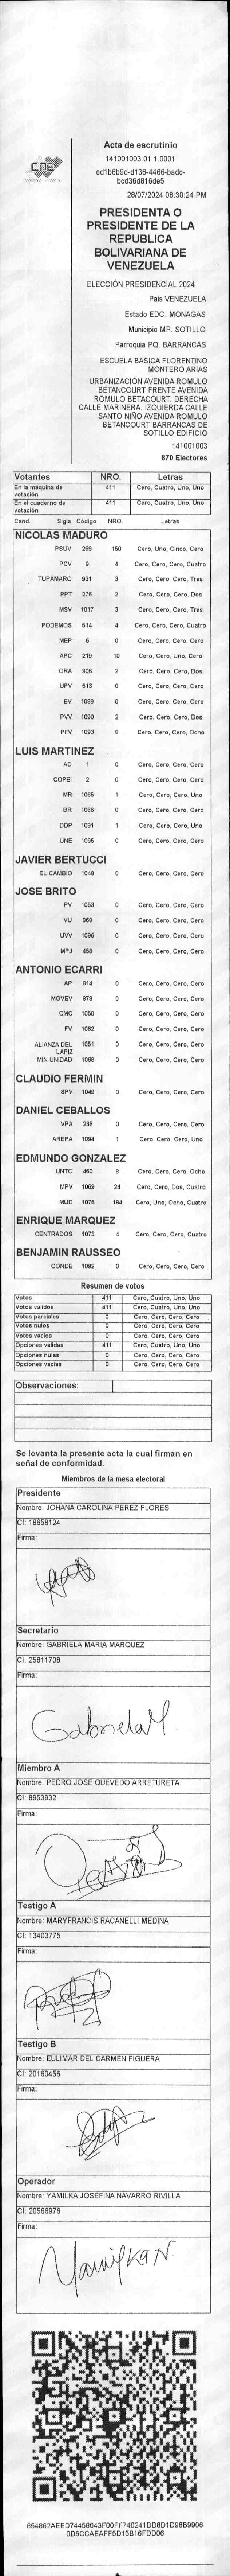 Acta de escrutinio
CNE
141001003.01.1.0001
ed1b6b9d-d138-4466-badc-
bcd36d816de5
28/07/2024 08:30:24 PM
PRESIDENTA O
PRESIDENTE DE LA
REPUBLICA
BOLIVARIANA DE
VENEZUELA
ELECCIÓN PRESIDENCIAL 2024
Pais VENEZUELA
Estado EDO. MONAGAS
Municipio MP. SOTILLO
Parroquia PQ. BARRANCAS
ESCUELA BASICA FLORENTINO
MONTERO ARIAS
URBANIZACION AVENIDA ROMULO
BETANCOURT FRENTE AVENIDA
ROMULO BETACOURT. DERECHA
CALLE MARINERA. IZQUIERDA CALLE
SANTO NIÑO AVENIDA ROMULO
BETANCOURT BARRANCAS DE
SOTILLO EDIFICIO
141001003
870 Electores
Votantes NRO. Letras
En la máquina de votación 411 Cero, Cuatro, Uno, Uno
En el cuaderno de votación 411 Cero, Cuatro, Uno, Uno
Cand. Sigla Codigo NRO. Letras
NICOLAS MADURO
PSUV 269 150 Cero, Uno, Cinco, Cero
PCV 9 4 Cero, Cero, Cero, Cuatro
TUPAMARO 931 3 Cero, Cero, Cero, Tres
PPT 276 2 Cero, Cero, Cero, Dos
MSV 1017 3 Cero, Cero, Cero, Tres
PODEMOS 514 4 Cero, Cero, Cero, Cuatro
MEP 6 0 Cero, Cero, Cero, Cero
APC 219 10 Cero, Cero, Uno, Cero
ORA 906 2 Cero, Cero, Cero, Dos
UPV 513 0 Cero, Cero, Cero, Cero
EV 1089 0 Cero, Cero, Cero, Cero
PVV 1090 2 Cero, Cero, Cero, Dos
PFV 1093 8 Cero, Cero, Cero, Ocho
LUIS MARTINEZ
AD 1 0 Cero, Cero, Cero, Cero
COPEI 2 0 Cero, Cero, Cero, Cero
MR 1065 1 Cero, Cero, Cero, Uno
BR 1066 0 Cero, Cero, Cero, Cero
DDP 1091 1 Cero, Cero, Cero, Uno
UNE 1095 0 Cero, Cero, Cero, Cero
JAVIER BERTUCCI
EL CAMBIO 1048 0 Cero, Cero, Cero, Cero
JOSE BRITO
PV 1053 0 Cero, Cero, Cero, Cero
VU 968 0 Cero, Cero, Cero, Cero
UVV 1096 0 Cero, Cero, Cero, Cero
MPJ 458 0 Cero, Cero, Cero, Cero
ANTONIO ECARRI
AP 814 0 Cero, Cero, Cero, Cero
MOVEV 878 0 Cero, Cero, Cero, Cero
CMC 1050 0 Cero, Cero, Cero, Cero
FV 1062 0 Cero, Cero, Cero, Cero
ALIANZA DEL LAPIZ 1051 0 Cero, Cero, Cero, Cero
MIN UNIDAD 1068 0 Cero, Cero, Cero, Cero
CLAUDIO FERMIN
SPV 1049 0 Cero, Cero, Cero, Cero
DANIEL CEBALLOS
VPA 236 0 Cero, Cero, Cero, Cero
AREPA 1094 1 Cero, Cero, Cero, Uno
EDMUNDO GONZALEZ
UNTC 460 8 Cero, Cero, Cero, Ocho
MPV 1069 24 Cero, Cero, Dos, Cuatro
MUD 1075 184 Cero, Uno, Ocho, Cuatro
ENRIQUE MARQUEZ
CENTRADOS 1073 4 Cero, Cero, Cero, Cuatro
BENJAMIN RAUSSEO
CONDE 1092 0 Cero, Cero, Cero, Cero
Resumen de votos
Votos 411 Cero, Cuatro, Uno, Uno
Votos validos 411 Cero, Cuatro, Uno, Uno
Votos parciales 0 Cero, Cero, Cero, Cero
Votos nulos 0 Cero, Cero, Cero, Cero
Votos vacios 0 Cero, Cero, Cero, Cero
Opciones validas 411 Cero, Cuatro, Uno, Uno
Opciones nulas 0 Cero, Cero, Cero, Cero
Opciones vacias 0 Cero, Cero, Cero, Cero
Observaciones:
Se levanta la presente acta la cual firman en
señal de conformidad.
Miembros de la mesa electoral
Presidente
Nombre: JOHANA CAROLINA PEREZ FLORES
CI: 18658124
Firma:
Secretario
Nombre: GABRIELA MARIA MARQUEZ
CI: 25811708
Firma:
Gabriela M.
Miembro A
Nombre: PEDRO JOSE QUEVEDO ARRETURETA
CI: 8953932
Firma:
Testigo A
Nombre: MARYFRANCIS RACANELLI MEDINA
CI: 13403775
Firma:
Testigo B
Nombre: EULIMAR DEL CARMEN FIGUERA
CI: 20160456
Firma:
Operador
Nombre: YAMILKA JOSEFINA NAVARRO RIVILLA
CI: 20566976
Firma:
Yamilka N.
654862AEED74458043F00FF740241DD8D1D98B9906
0D6CCAEAFF5D15B16FDD06